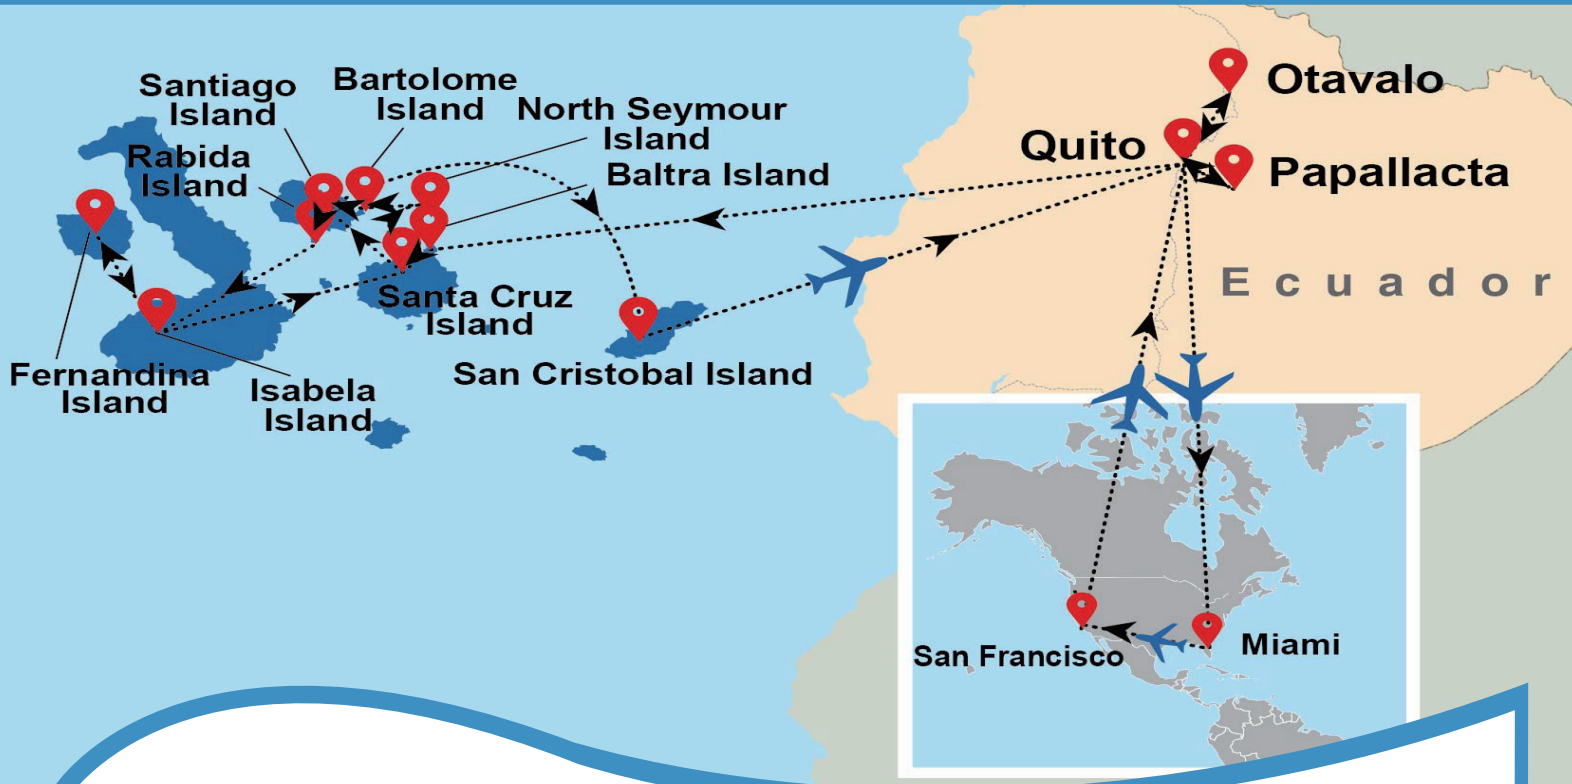 Santiago
Island
Bartolome
Island
North Seymour
Island
Rabida
Island
Baltra Island
Otavalo
Quito
Papallacta
Ecuador
Santa Cruz
Island
San Cristobal Island
Fernandina
Island
Isabela
Island
San Francisco
Miami